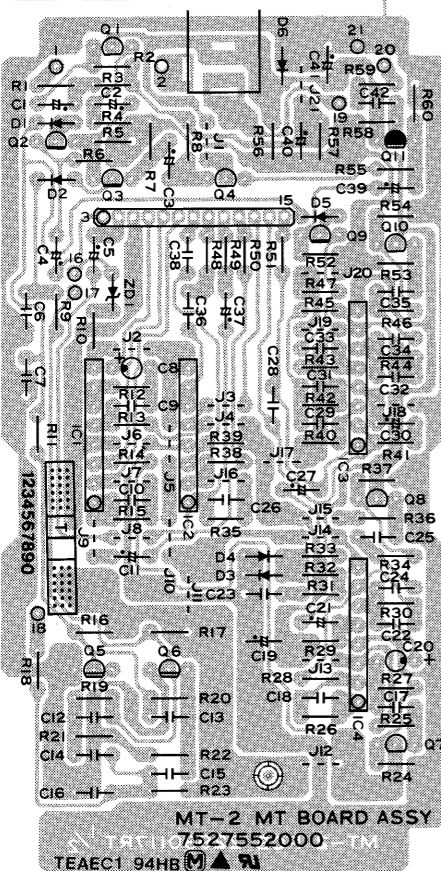 Q1 D6 21
1 R2 C41 R59 20
R1 R3 2 J21
C1 C2 19 C42 R60
D1 R4 R58
Q2 R5 R8 J1 R56 C40 R57 Q11
R6 R55
D2 Q3 R7 C3 Q4 C39
3 15 D5 R54
Q9 Q10
C4 C5 C38 R48 R49 R50 R51 R52 J20
16 R47 R53
17 ZD1 R45 C35
C6 R9 C36 C37 J19 R46
R10 J2 C33 C34
C7 R43 R44
C8 C28 C31 C32
R12 J3 R42
R13 C9 J4 C29 J18
R11 IC1 J6 R39 R40 C30
R14 R38 J17 IC3 R41
J7 J5 J16 C27 R37
C10 Q8
1234567890 R15 IC2 C26 J15 R36
T J9 J8 R35 J14 C25
C11 D4 R33
J10 D3 R32 R34
J11 C23 R31 C24
18 C21 R30
R16 R17 C22
R18 Q5 Q6 C19 R29 C20 +
R19 J13 R27
R20 R28 C17
C12 C13 C18 IC4 R25
R21 R26
C14 R22 J12 Q7
C15 R24
C16 R23
MT-2 MT BOARD ASSY
7527552000
TEAEC1 94HB M